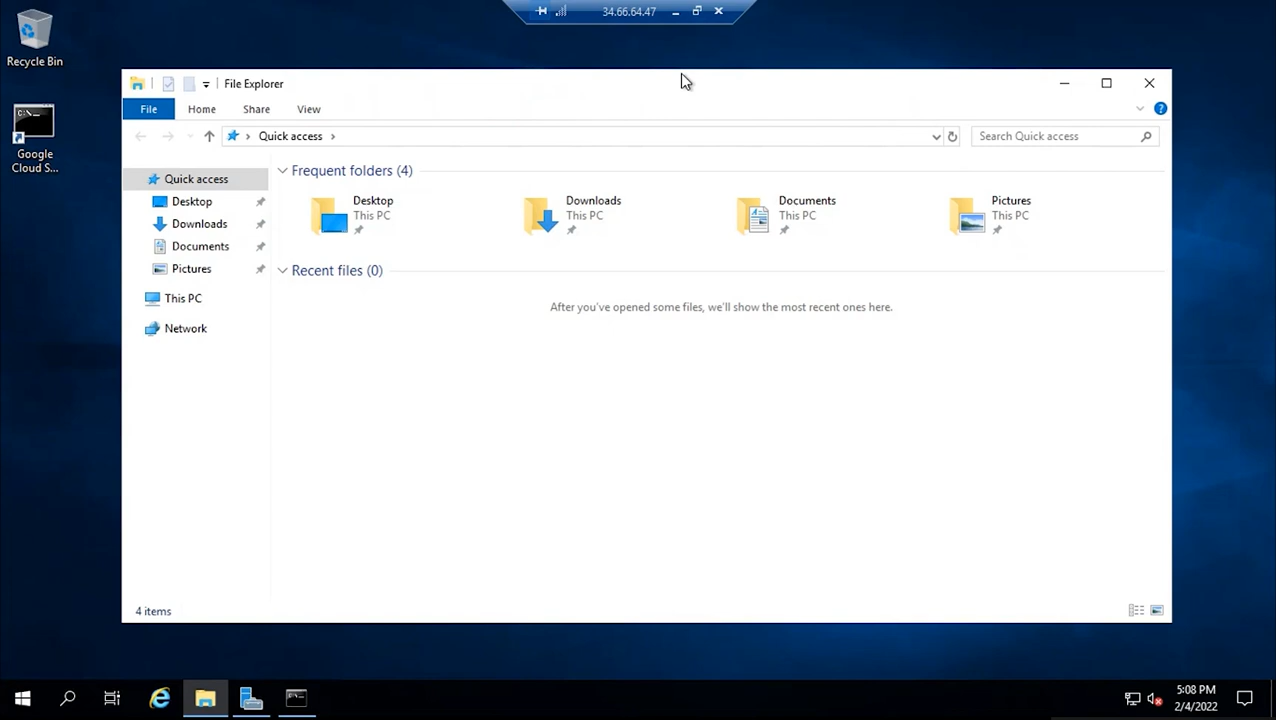 34.66.64.47
Recycle Bin
Google Cloud S...
File Explorer
File Home Share View
Quick access
Search Quick access
Quick access
Desktop
Downloads
Documents
Pictures
This PC
Network
Frequent folders (4)
Desktop
This PC
Downloads
This PC
Documents
This PC
Pictures
This PC
Recent files (0)
After you've opened some files, we'll show the most recent ones here.
4 items
5:08 PM
2/4/2022